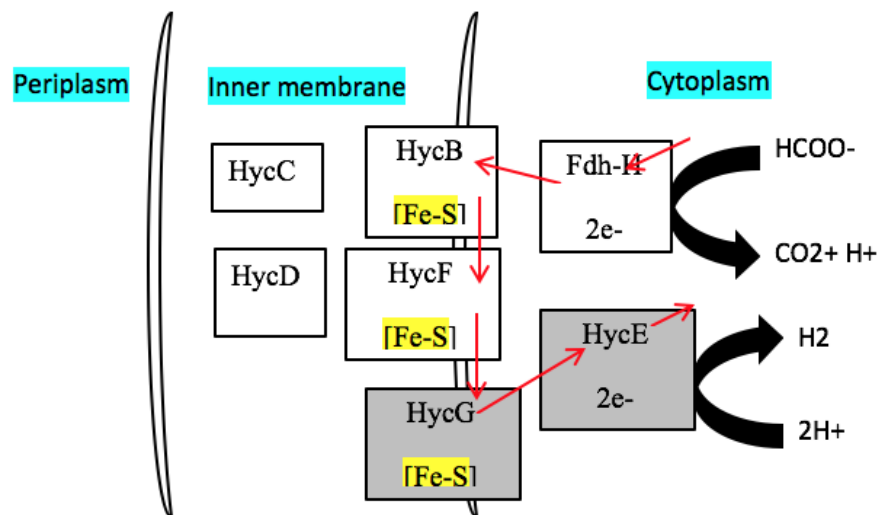 Periplasm
Inner membrane
Cytoplasm
HycC
HycB
[Fe-S]
Fdh-H
2e-
HCOO-
CO2+ H+
HycD
HycF
[Fe-S]
HycE
2e-
H2
2H+
HycG
[Fe-S]